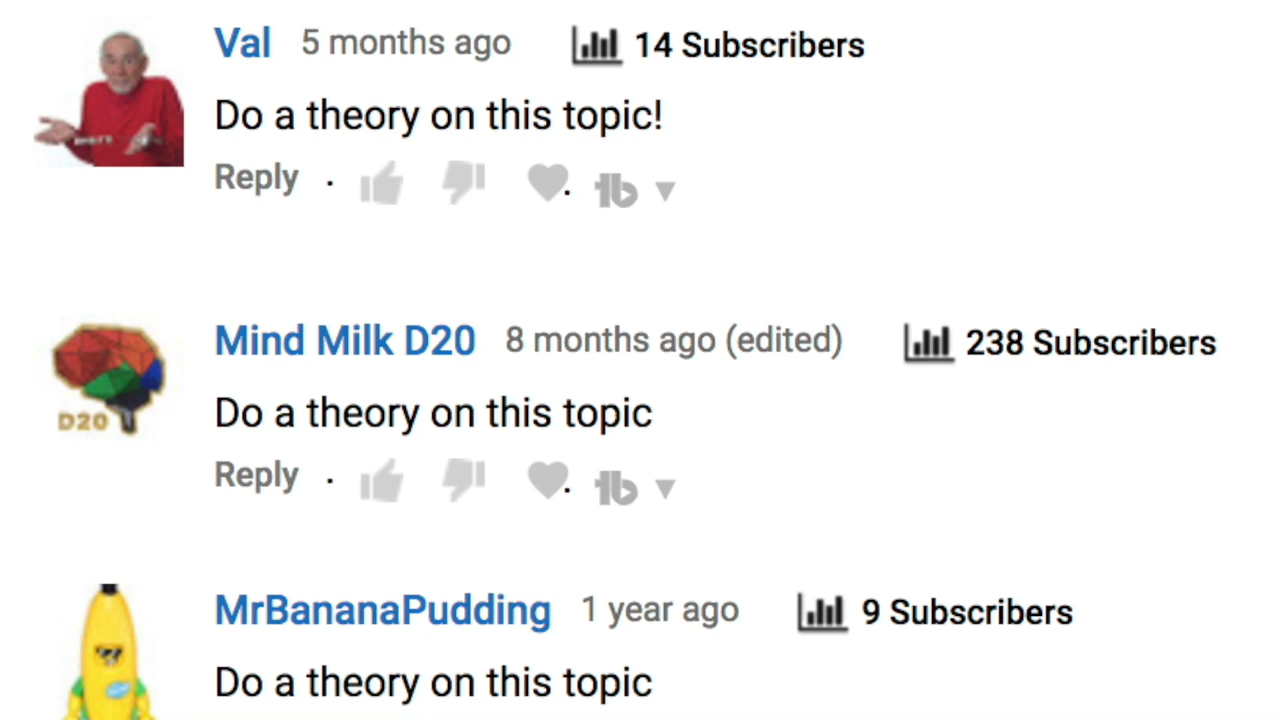 Val 5 months ago 14 Subscribers
Do a theory on this topic!
Reply .
D20
Mind Milk D20 8 months ago (edited) 238 Subscribers
Do a theory on this topic
Reply .
MrBananaPudding 1 year ago 9 Subscribers
Do a theory on this topic